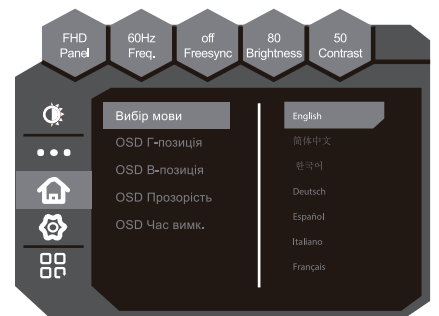 FHD
Panel
60Hz
Freq.
off
Freesync
80
Brightness
50
Contrast
Вибір мови
OSD Г-позиція
OSD В-позиція
OSD Прозорість
OSD Час вимк.
English
简体中文
한국어
Deutsch
Español
Italiano
Français